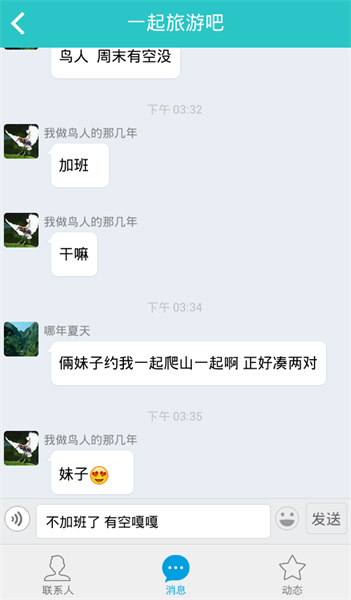 一起旅游吧
鸟人 周末有空没
下午 03:32
我做鸟人的那几年
加班
我做鸟人的那几年
干嘛
下午 03:34
哪年夏天
俩妹子约我一起爬山一起啊 正好凑两对
下午 03:35
我做鸟人的那几年
妹子😍
不加班了 有空嘎嘎
发送
联系人
消息
动态